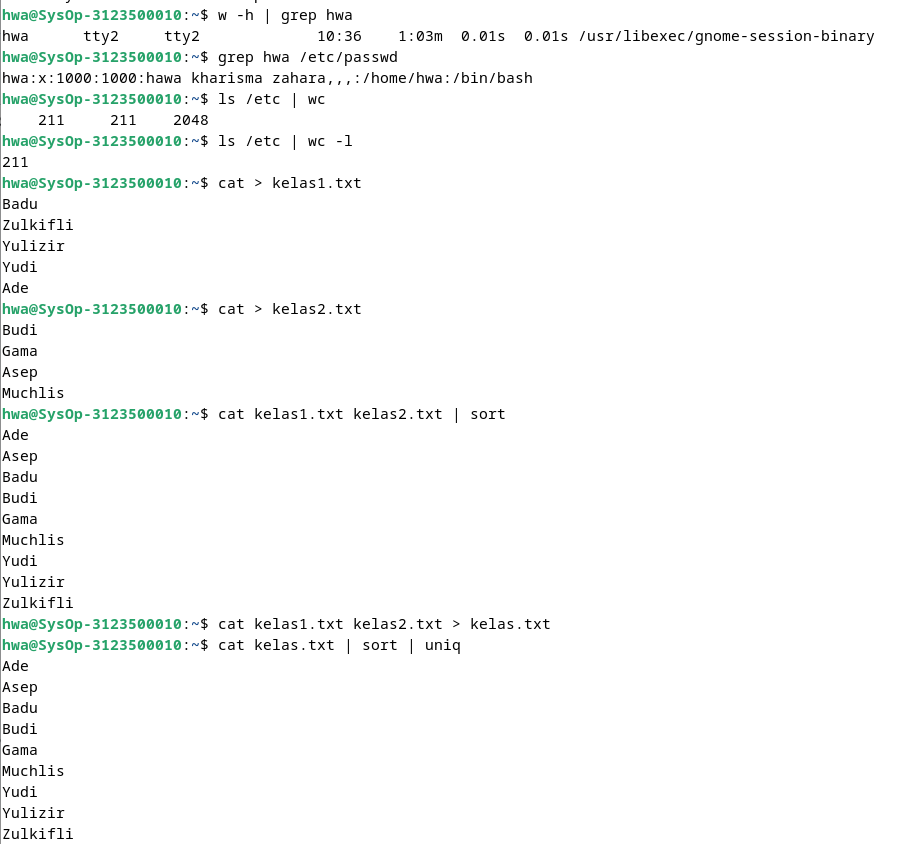 hwa@SysOp-3123500010:~$ w -h | grep hwa
hwa      tty2     tty2             10:36    1:03m  0.01s  0.01s /usr/libexec/gnome-session-binary
hwa@SysOp-3123500010:~$ grep hwa /etc/passwd
hwa:x:1000:1000:hawa kharisma zahara,,,:/home/hwa:/bin/bash
hwa@SysOp-3123500010:~$ ls /etc | wc
    211     211    2048
hwa@SysOp-3123500010:~$ ls /etc | wc -l
211
hwa@SysOp-3123500010:~$ cat > kelas1.txt
Badu
Zulkifli
Yulizir
Yudi
Ade
hwa@SysOp-3123500010:~$ cat > kelas2.txt
Budi
Gama
Asep
Muchlis
hwa@SysOp-3123500010:~$ cat kelas1.txt kelas2.txt | sort
Ade
Asep
Badu
Budi
Gama
Muchlis
Yudi
Yulizir
Zulkifli
hwa@SysOp-3123500010:~$ cat kelas1.txt kelas2.txt > kelas.txt
hwa@SysOp-3123500010:~$ cat kelas.txt | sort | uniq
Ade
Asep
Badu
Budi
Gama
Muchlis
Yudi
Yulizir
Zulkifli